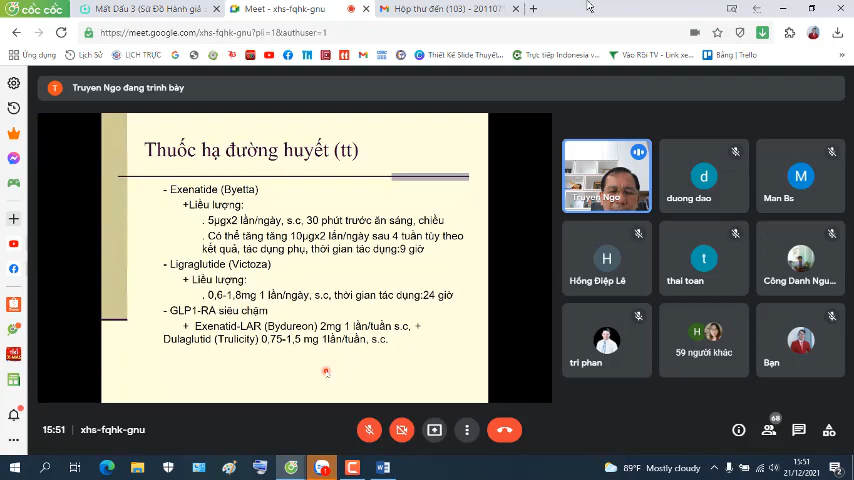 cốc cốc
Mất Dấu 3 (Sứ Đồ Hành giả :
Meet - xhs-fqhk-gnu
Hộp thư đến (103) - 201107
https://meet.google.com/xhs-fqhk-gnu?pli=1&authuser=1
Ứng dụng
Lịch Sử
LỊCH TRỰC
Thiết Kế Slide Thuyết...
Trực tiếp Indonesia v...
Vào Rồi TV - Link xe...
Bảng | Trello
Truyen Ngo đang trình bày
Thuốc hạ đường huyết (tt)
- Exenatide (Byetta)
+Liều lượng:
. 5µgx2 lần/ngày, s.c, 30 phút trước ăn sáng, chiều
. Có thể tăng tăng 10µgx2 lần/ngày sau 4 tuần tùy theo
kết quả, tác dụng phụ, thời gian tác dụng:9 giờ
- Ligraglutide (Victoza)
+ Liều lượng:
. 0,6-1,8mg 1 lần/ngày, s.c, thời gian tác dụng:24 giờ
- GLP1-RA siêu chậm
+ Exenatid-LAR (Bydureon) 2mg 1 lần/tuần s.c, +
Dulaglutid (Trulicity) 0,75-1,5 mg 1lần/tuần, s.c.
Truyen Ngo
d
duong dao
M
Man Bs
H
Hồng Điệp Lê
t
thai toan
Công Danh Ngu...
tri phan
59 người khác
Bạn
15:51
xhs-fqhk-gnu
68
89°F Mostly cloudy
15:51
21/12/2021